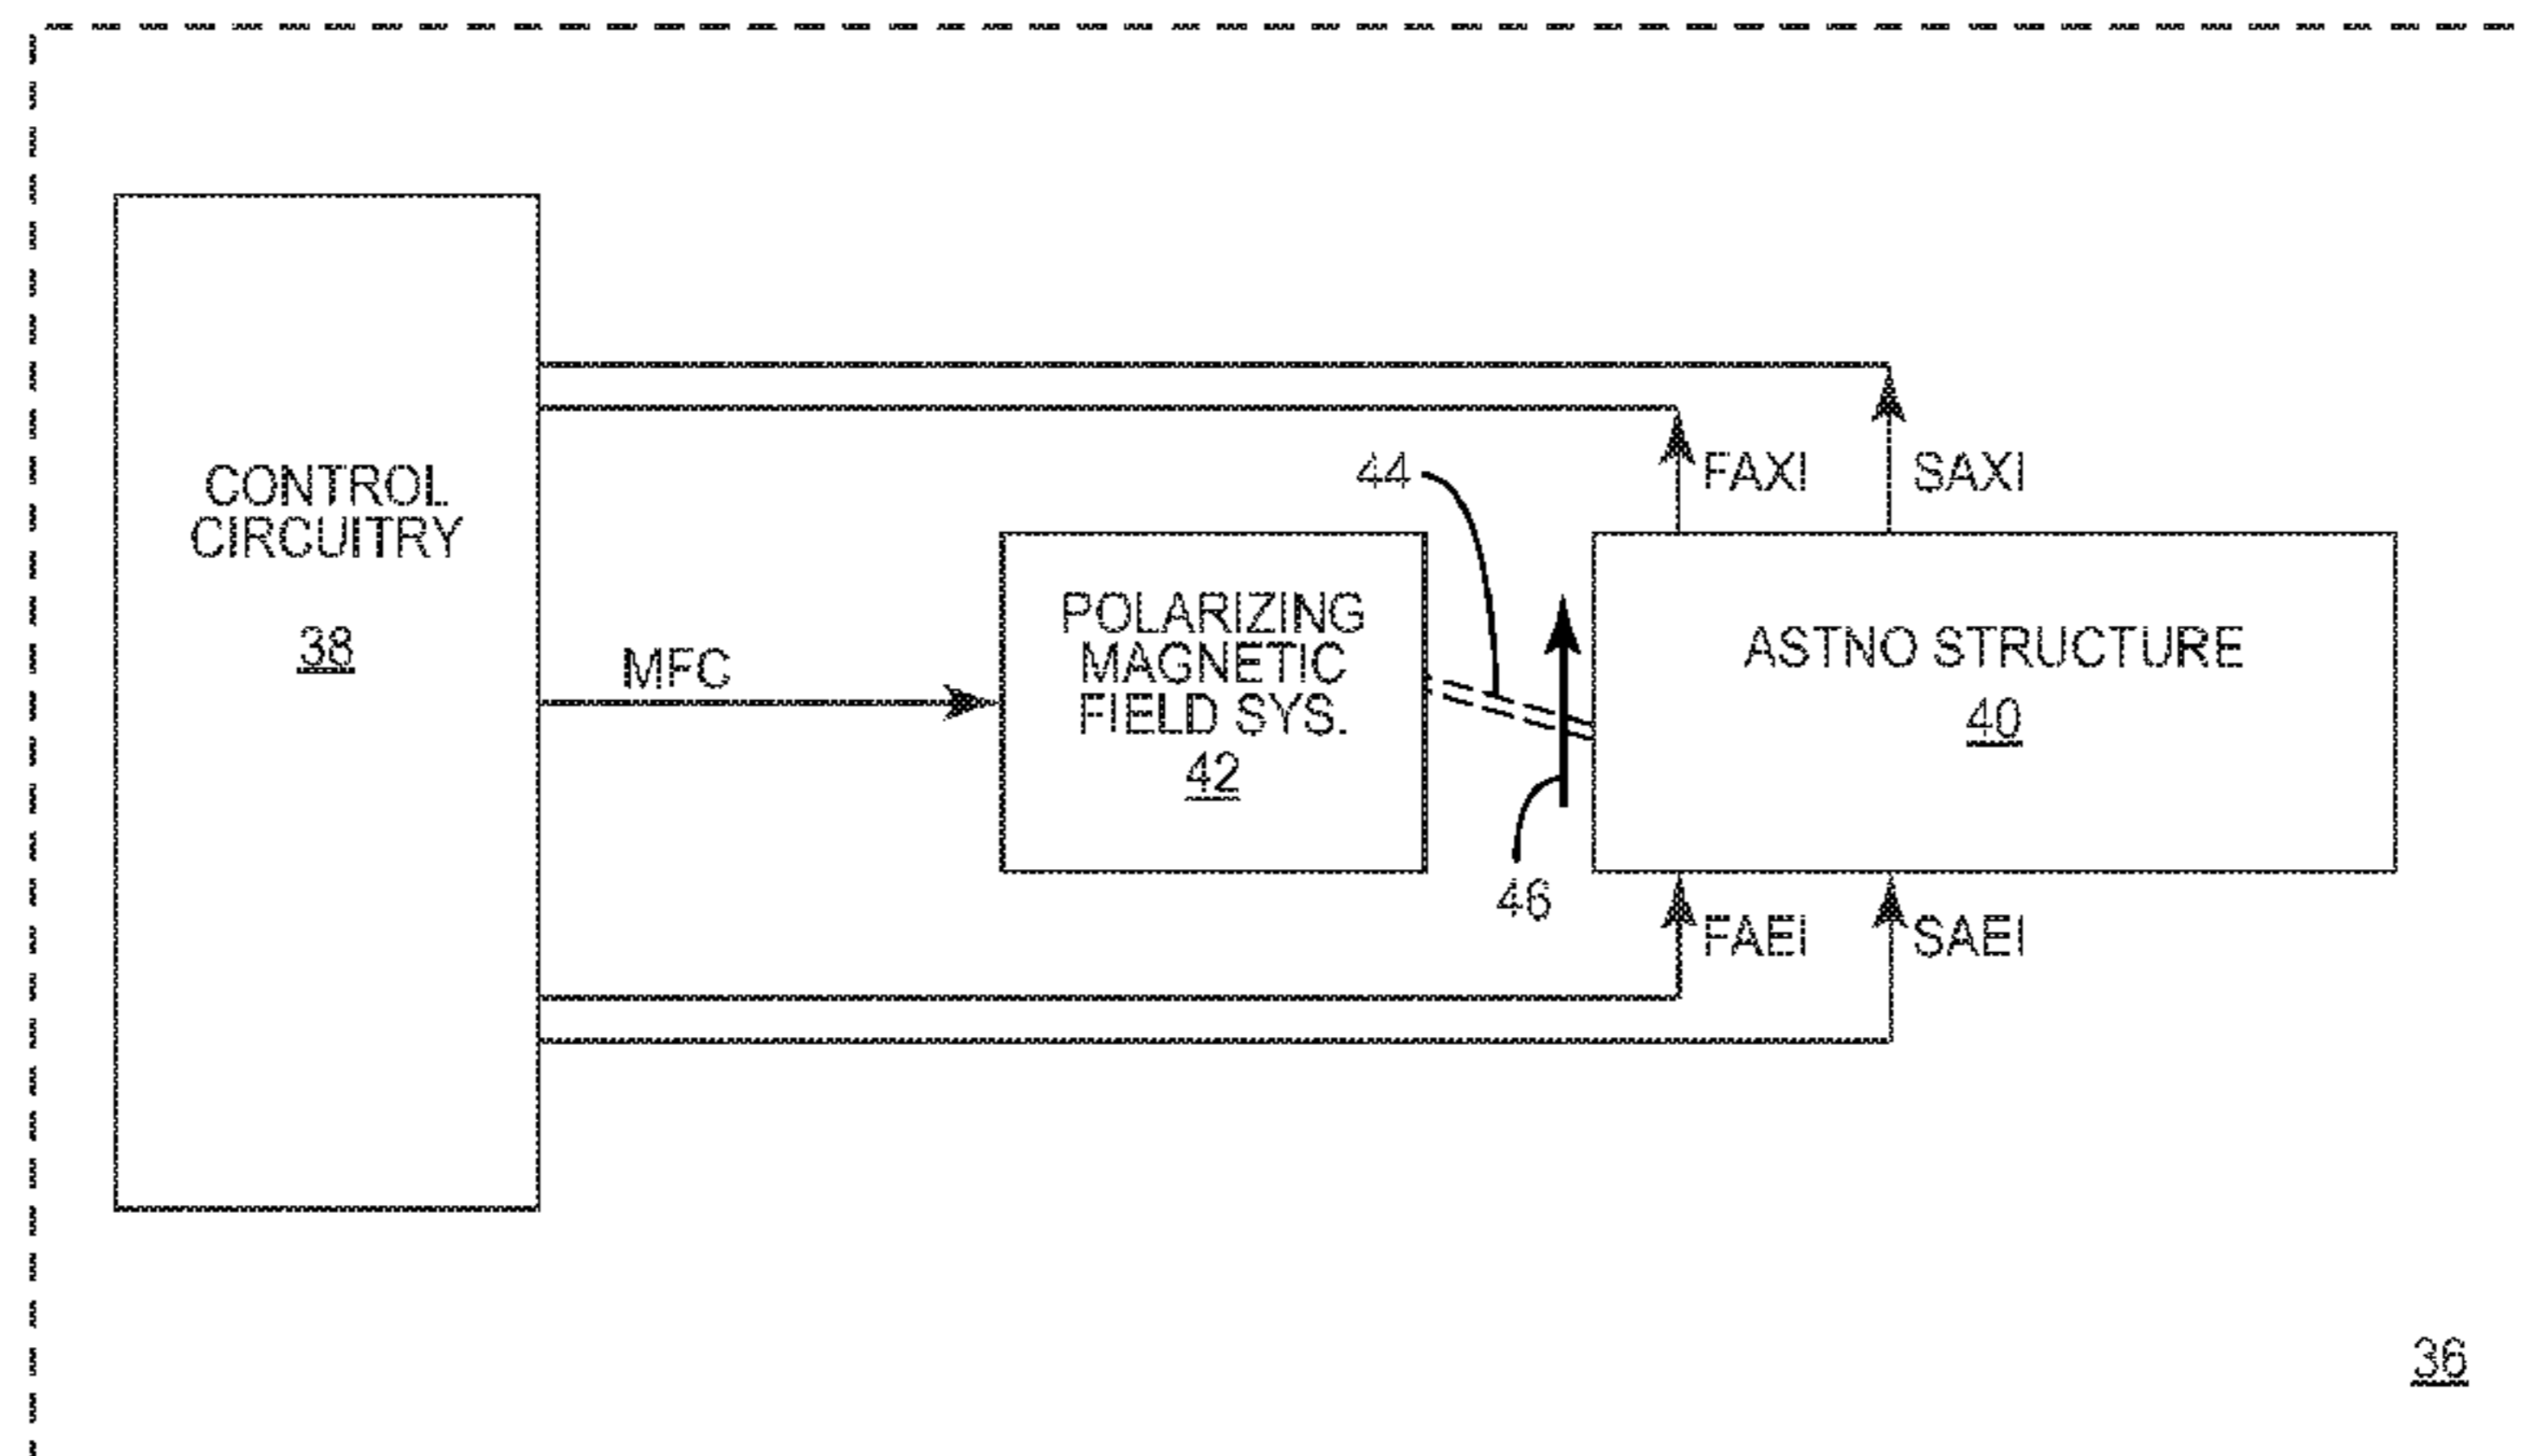 FAXI
SAXI
44
CONTROL
CIRCUITRY
38
MFC
POLARIZING
MAGNETIC
FIELD SYS.
42
ASTNO STRUCTURE
40
46
FAEI
SAEI
36